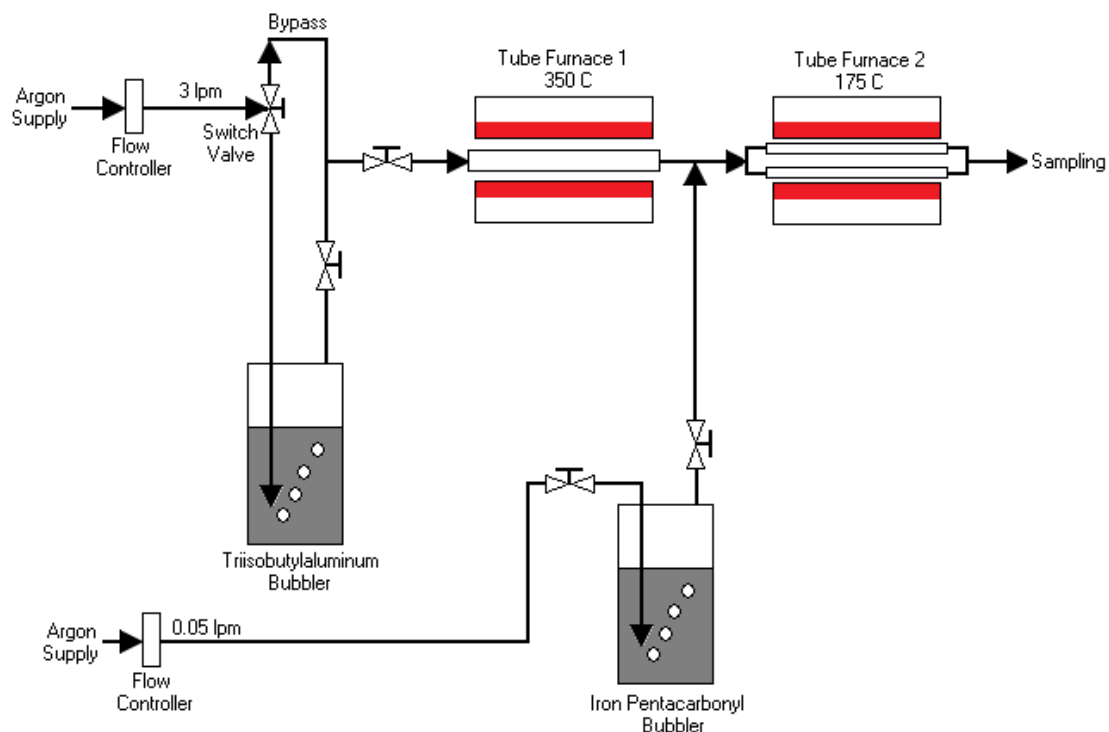 Bypass
Tube Furnace 1
350 C
Tube Furnace 2
175 C
Argon
Supply
3 lpm
Flow
Controller
Switch
Valve
Sampling
Triisobutylaluminum
Bubbler
Argon
Supply
0.05 lpm
Flow
Controller
Iron Pentacarbonyl
Bubbler